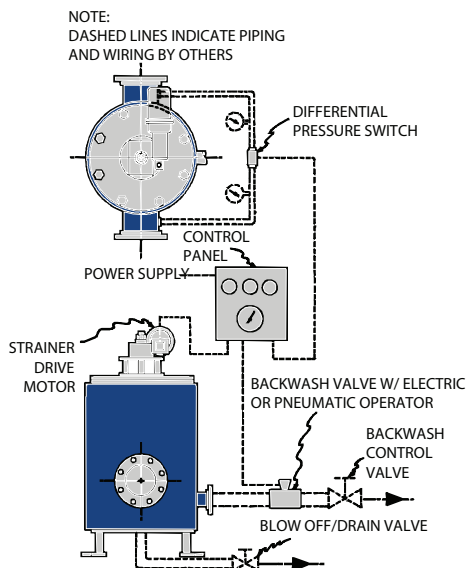 NOTE:
DASHED LINES INDICATE PIPING
AND WIRING BY OTHERS
DIFFERENTIAL
PRESSURE SWITCH
CONTROL
PANEL
POWER SUPPLY
STRAINER
DRIVE
MOTOR
BACKWASH VALVE W/ ELECTRIC
OR PNEUMATIC OPERATOR
BACKWASH
CONTROL
VALVE
BLOW OFF/DRAIN VALVE